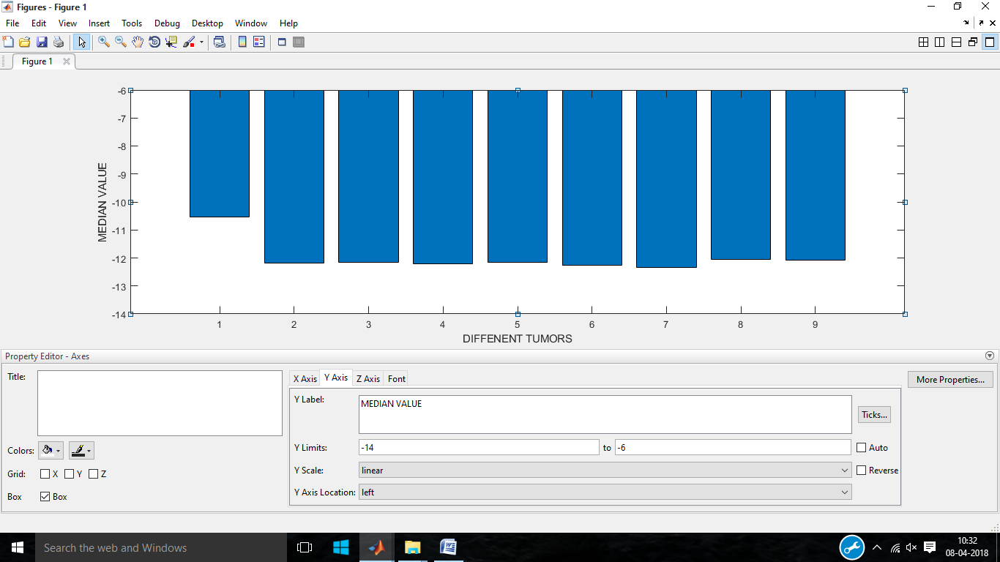 Figures - Figure 1
File Edit View Insert Tools Debug Desktop Window Help
Figure 1
-6
-7
-8
-9
-10
-11
-12
-13
-14
MEDIAN VALUE
1 2 3 4 5 6 7 8 9
DIFFENENT TUMORS
Property Editor - Axes
Title:
Colors:
Grid: X Y Z
Box Box
X Axis Y Axis Z Axis Font
Y Label: MEDIAN VALUE
Ticks...
Y Limits: -14 to -6 Auto
Y Scale: linear Reverse
Y Axis Location: left
More Properties...
Search the web and Windows
10:32
08-04-2018